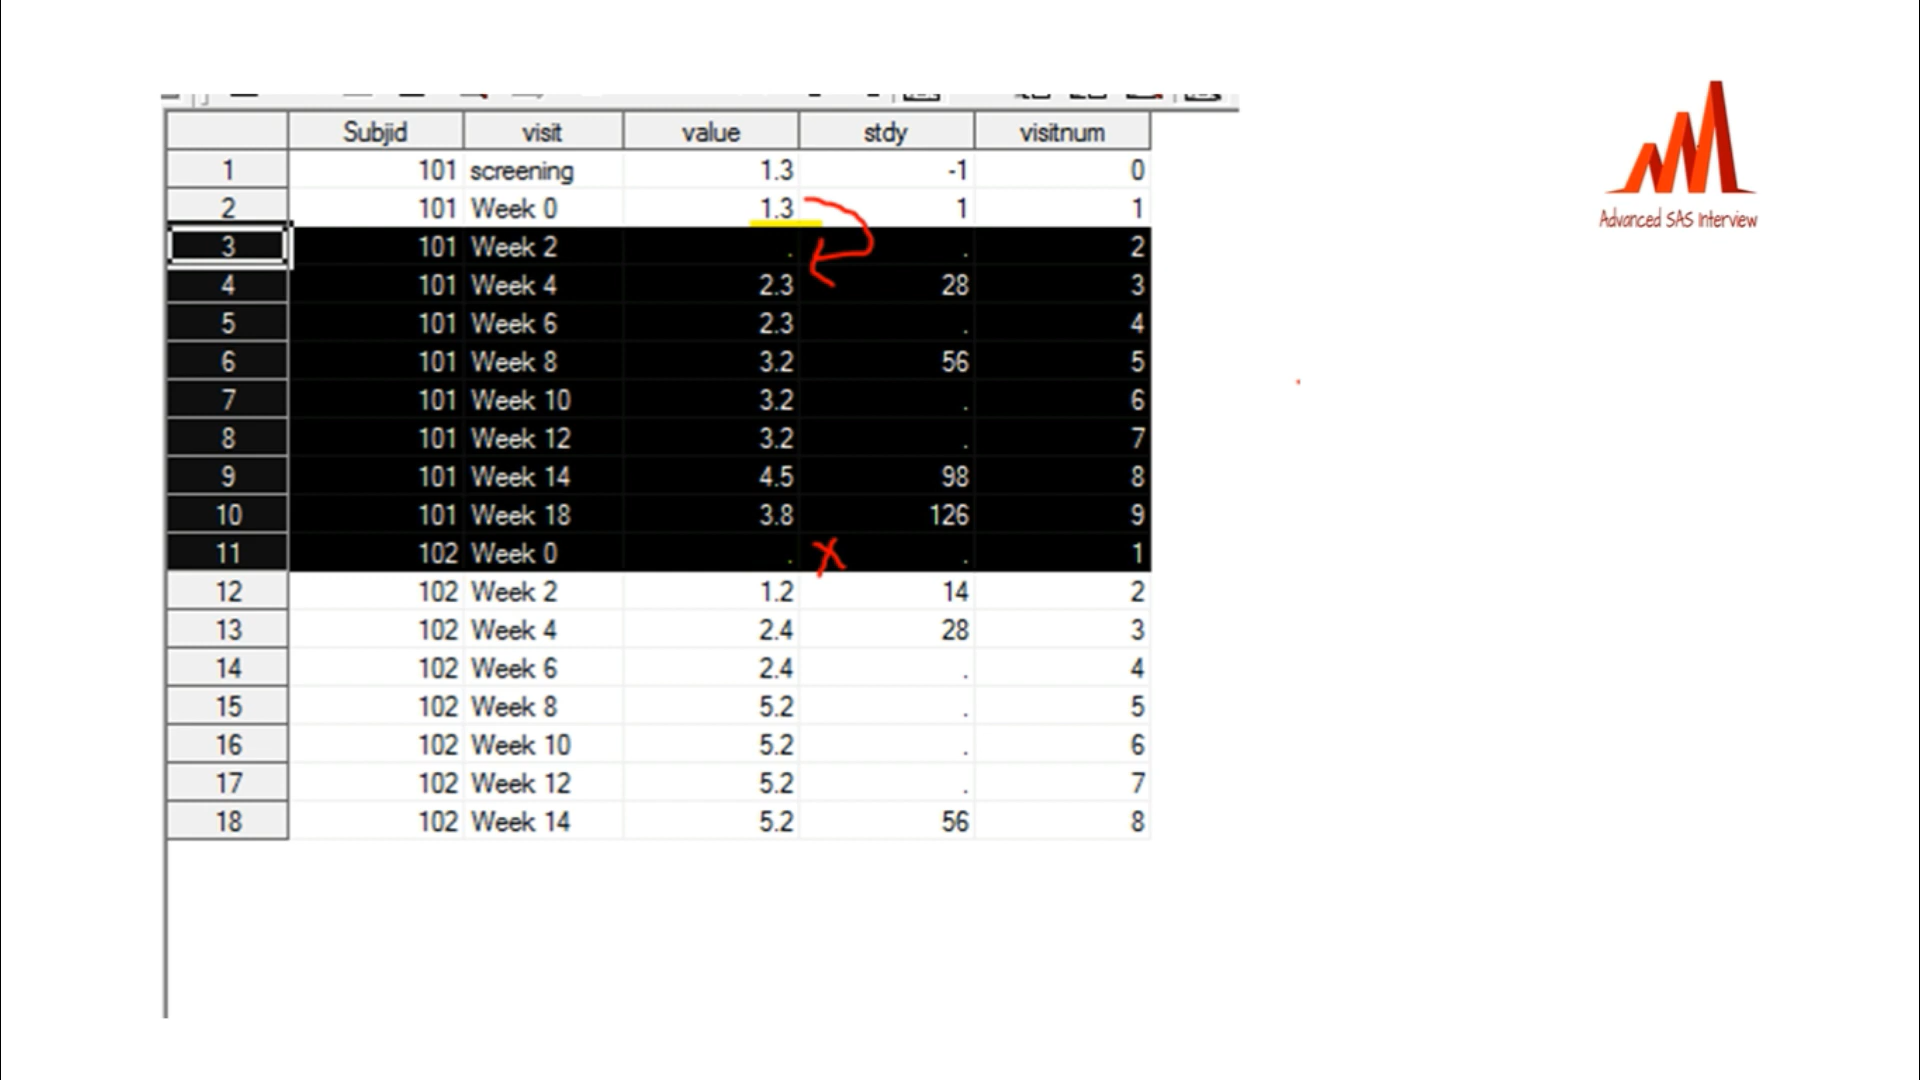 Subjid visit value stdy visitnum
1 101 screening 1.3 -1 0
2 101 Week 0 1.3 1 1
3 101 Week 2 . . 2
4 101 Week 4 2.3 28 3
5 101 Week 6 2.3 . 4
6 101 Week 8 3.2 56 5
7 101 Week 10 3.2 . 6
8 101 Week 12 3.2 . 7
9 101 Week 14 4.5 98 8
10 101 Week 18 3.8 126 9
11 102 Week 0 . x . 1
12 102 Week 2 1.2 14 2
13 102 Week 4 2.4 28 3
14 102 Week 6 2.4 . 4
15 102 Week 8 5.2 . 5
16 102 Week 10 5.2 . 6
17 102 Week 12 5.2 . 7
18 102 Week 14 5.2 56 8
Advanced SAS Interview